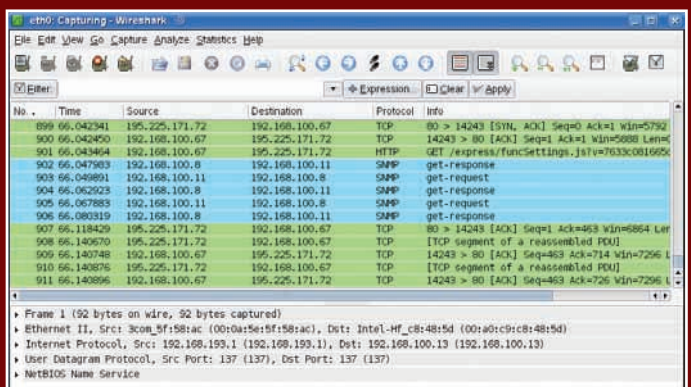 eth0: Capturing - Wireshark
File Edit View Go Capture Analyze Statistics Help
Filter: Expression... Clear Apply
No. . Time Source Destination Protocol Info
899 66.042341 195.225.171.72 192.168.100.67 TCP 80 > 14243 [SYN, ACK] Seq=0 Ack=1 Win=5792
900 66.042450 192.168.100.67 195.225.171.72 TCP 14243 > 80 [ACK] Seq=1 Ack=1 Win=5888 Len=
901 66.043464 192.168.100.67 195.225.171.72 HTTP GET /express/funcSettings.js?v=7633c081665
902 66.047983 192.168.100.8 192.168.100.11 SNMP get-response
903 66.049891 192.168.100.11 192.168.100.8 SNMP get-request
904 66.062923 192.168.100.8 192.168.100.11 SNMP get-response
905 66.067883 192.168.100.11 192.168.100.8 SNMP get-request
906 66.080319 192.168.100.8 192.168.100.11 SNMP get-response
907 66.118429 195.225.171.72 192.168.100.67 TCP 80 > 14243 [ACK] Seq=1 Ack=463 Win=6864 Len
908 66.140670 195.225.171.72 192.168.100.67 TCP [TCP segment of a reassembled PDU]
909 66.140748 192.168.100.67 195.225.171.72 TCP 14243 > 80 [ACK] Seq=463 Ack=714 Win=7296 L
910 66.140876 195.225.171.72 192.168.100.67 TCP [TCP segment of a reassembled PDU]
911 66.140896 192.168.100.67 195.225.171.72 TCP 14243 > 80 [ACK] Seq=463 Ack=726 Win=7296 L
Frame 1 (92 bytes on wire, 92 bytes captured)
Ethernet II, Src: 3com_5f:58:ac (00:0a:5e:5f:58:ac), Dst: Intel-Hf_c8:48:5d (00:a0:c9:c8:48:5d)
Internet Protocol, Src: 192.168.193.1 (192.168.193.1), Dst: 192.168.100.13 (192.168.100.13)
User Datagram Protocol, Src Port: 137 (137), Dst Port: 137 (137)
NetBIOS Name Service